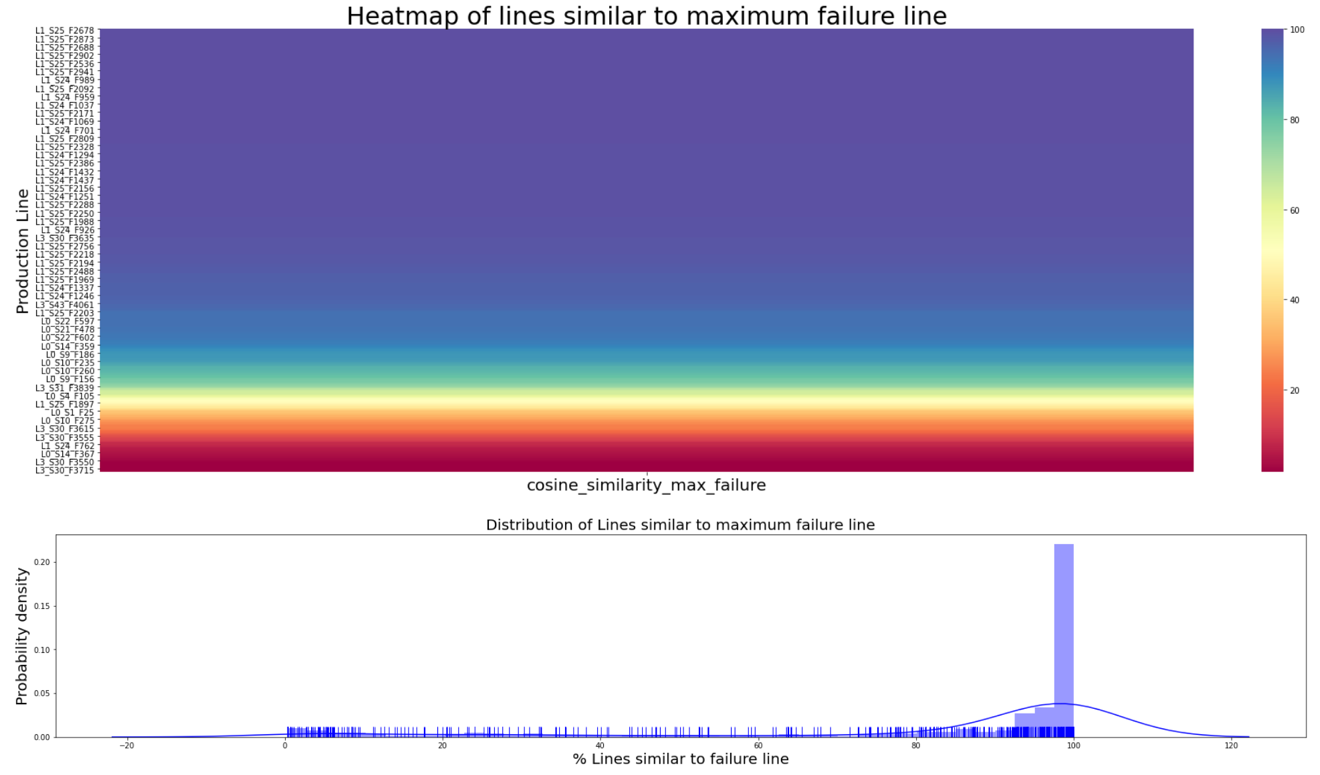 Heatmap of lines similar to maximum failure line
Production Line
L1_S25_F2678
L1_S25_F2873
L1_S25_F2688
L1_S25_F2902
L1_S25_F2536
L1_S25_F2941
L1_S24_F989
L1_S25_F2092
L1_S24_F959
L1_S24_F1037
L1_S25_F2171
L1_S24_F1069
L1_S24_F701
L1_S25_F2809
L1_S25_F2328
L1_S24_F1294
L1_S25_F2386
L1_S24_F1432
L1_S24_F1437
L1_S25_F2156
L1_S24_F1251
L1_S25_F2288
L1_S25_F2250
L1_S25_F1988
L1_S24_F926
L3_S30_F3635
L1_S25_F2756
L1_S25_F2218
L1_S25_F2194
L1_S25_F2488
L1_S25_F1969
L1_S24_F1337
L1_S24_F1246
L3_S43_F4061
L1_S25_F2203
L0_S22_F597
L0_S21_F478
L0_S22_F602
L0_S14_F359
L0_S9_F186
L0_S10_F235
L0_S10_F260
L0_S9_F156
L3_S31_F3839
L0_S4_F105
L1_S25_F1897
L0_S1_F25
L0_S10_F275
L3_S30_F3615
L3_S30_F3555
L1_S24_F762
L0_S14_F367
L3_S30_F3550
L3_S30_F3715
cosine_similarity_max_failure
100
80
60
40
20
Distribution of Lines similar to maximum failure line
Probability density
0.20
0.15
0.10
0.05
0.00
−20 0 20 40 60 80 100 120
% Lines similar to failure line